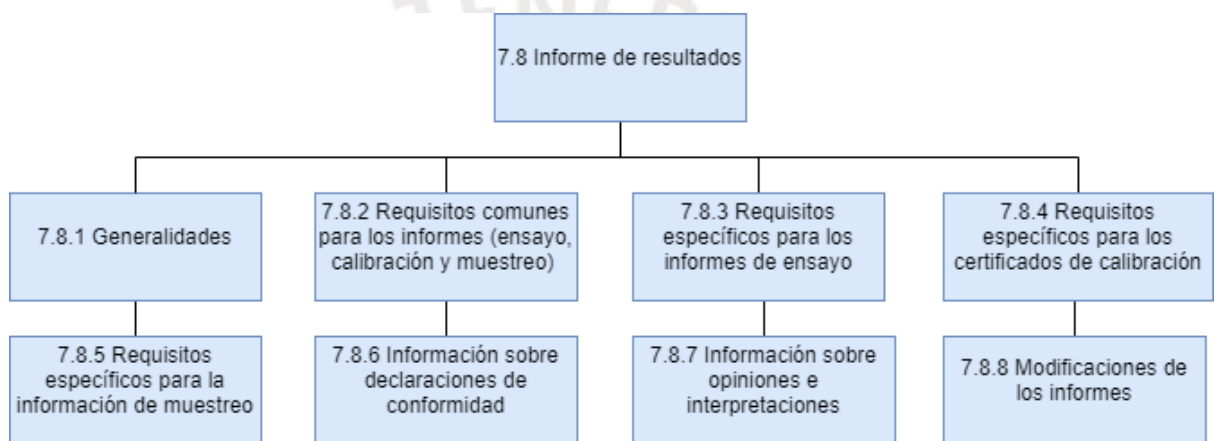 7.8 Informe de resultados
7.8.1 Generalidades
7.8.2 Requisitos comunes
para los informes (ensayo,
calibración y muestreo)
7.8.3 Requisitos
específicos para los
informes de ensayo
7.8.4 Requisitos
específicos para los
certificados de calibración
7.8.5 Requisitos
específicos para la
información de muestreo
7.8.6 Información sobre
declaraciones de
conformidad
7.8.7 Información sobre
opiniones e
interpretaciones
7.8.8 Modificaciones de
los informes